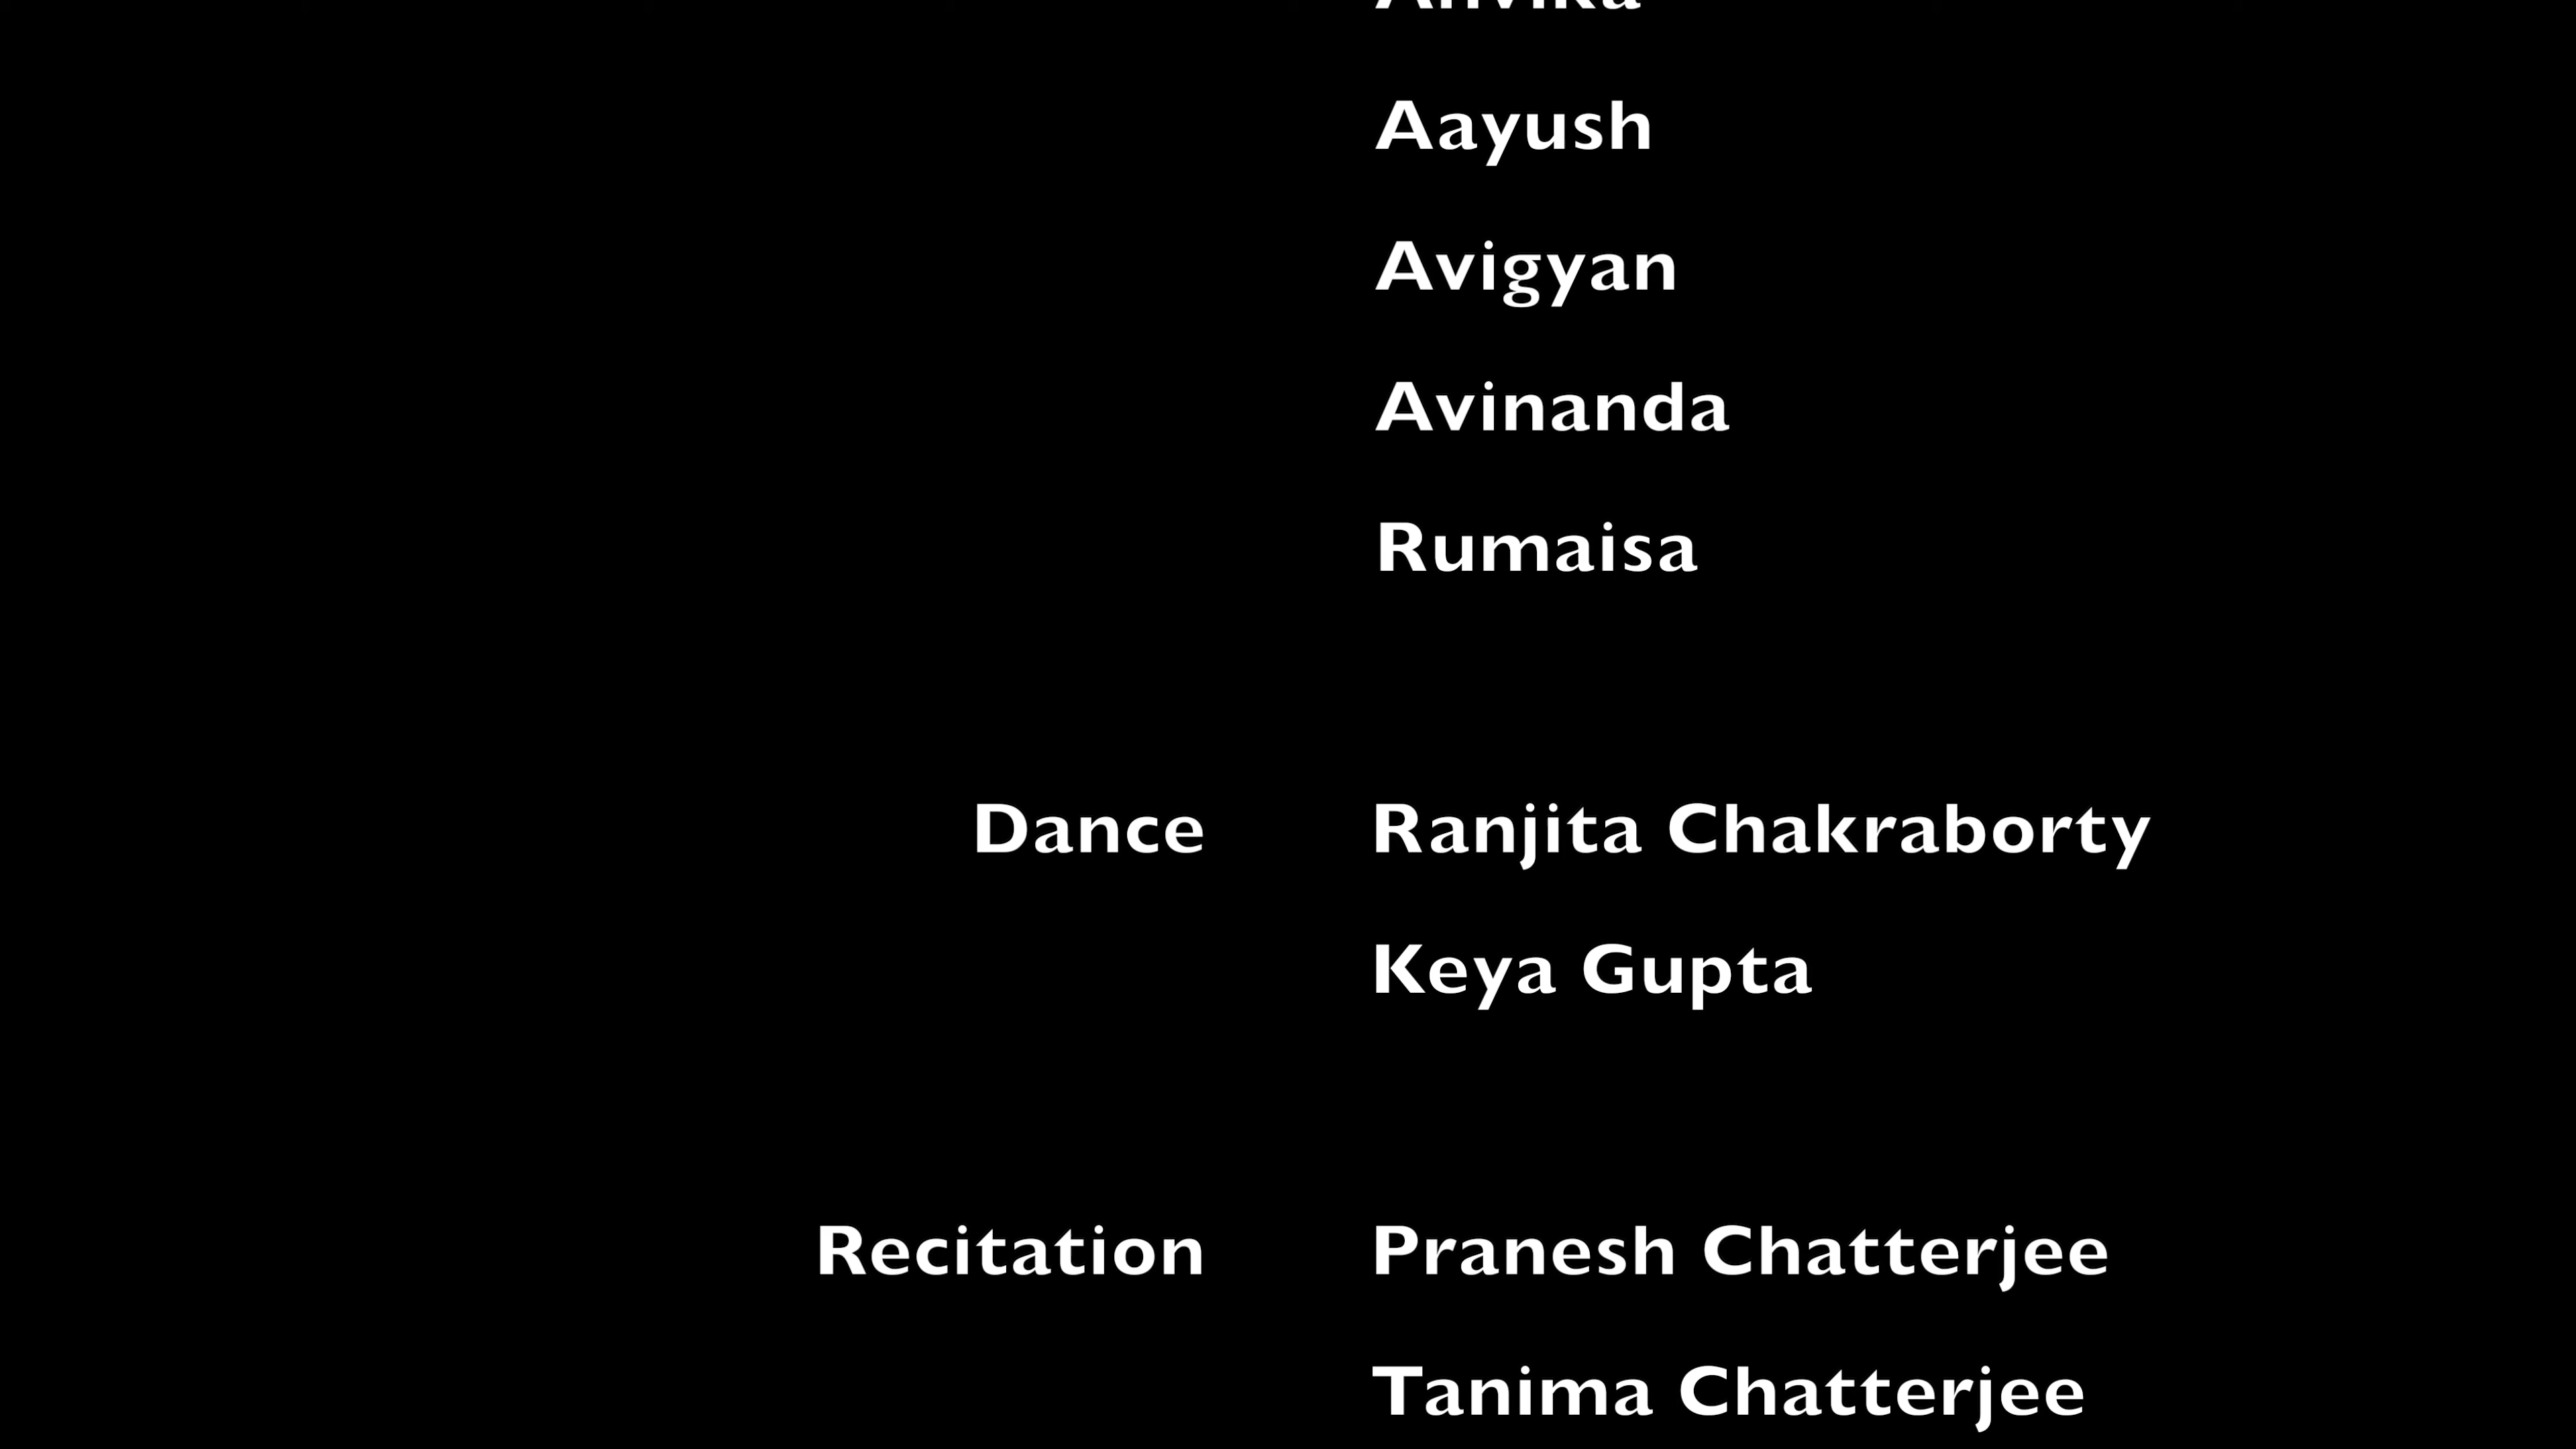 Aayush
Avigyan
Avinanda
Rumaisa
Dance Ranjita Chakraborty
Keya Gupta
Recitation Pranesh Chatterjee
Tanima Chatterjee